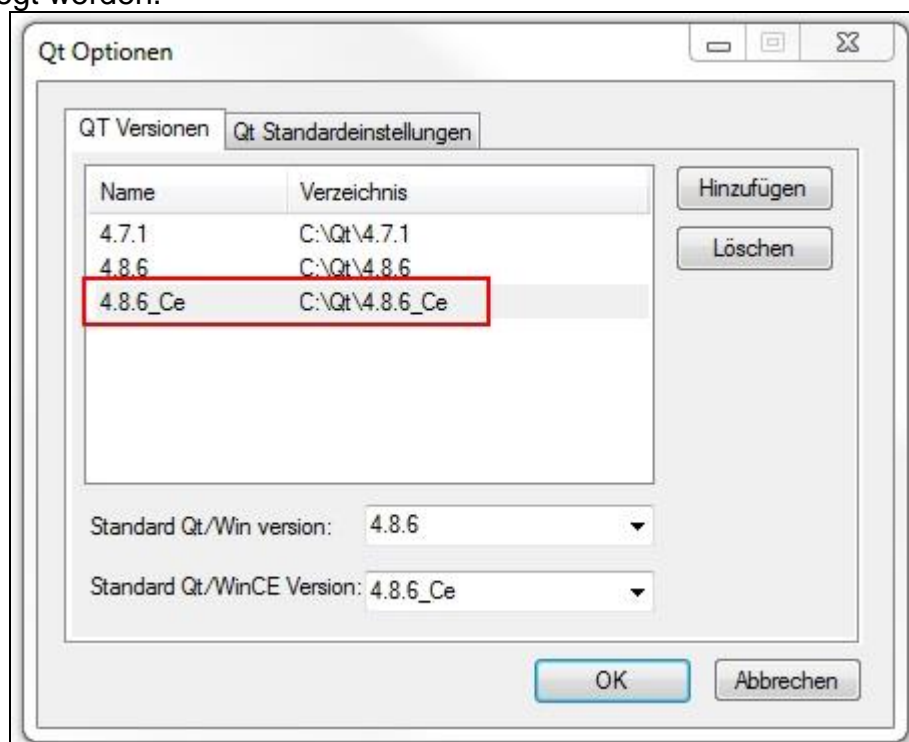 werden.
Qt Optionen
QT Versionen Qt Standardeinstellungen
Name Verzeichnis Hinzufügen
4.7.1 C:\Qt\4.7.1
4.8.6 C:\Qt\4.8.6 Löschen
4.8.6_Ce C:\Qt\4.8.6_Ce
Standard Qt/Win version: 4.8.6
Standard Qt/WinCE Version: 4.8.6_Ce
OK Abbrechen